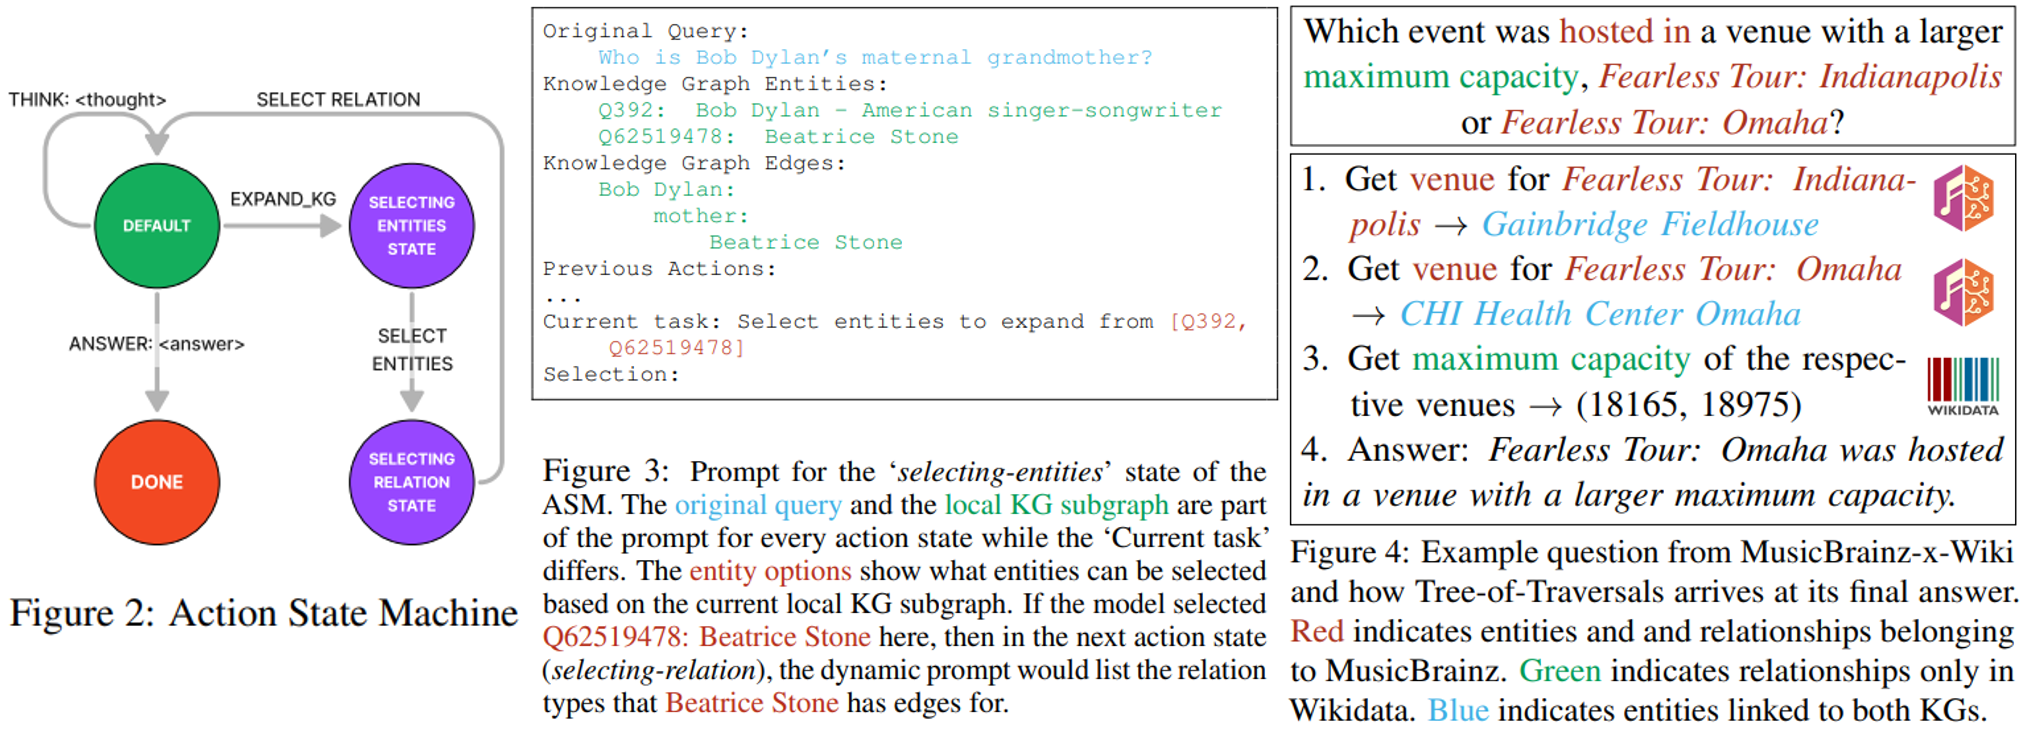 THINK: <thought>
SELECT RELATION
DEFAULT
EXPAND_KG
SELECTING
ENTITIES
STATE
ANSWER: <answer>
SELECT
ENTITIES
DONE
SELECTING
RELATION
STATE
Figure 2: Action State Machine
Original Query:
Who is Bob Dylan's maternal grandmother?
Knowledge Graph Entities:
Q392: Bob Dylan - American singer-songwriter
Q62519478: Beatrice Stone
Knowledge Graph Edges:
Bob Dylan:
mother:
Beatrice Stone
Previous Actions:
...
Current task: Select entities to expand from [Q392,
Q62519478]
Selection:
Figure 3: Prompt for the ‘selecting-entities’ state of the
ASM. The original query and the local KG subgraph are part
of the prompt for every action state while the ‘Current task’
differs. The entity options show what entities can be selected
based on the current local KG subgraph. If the model selected
Q62519478: Beatrice Stone here, then in the next action state
(selecting-relation), the dynamic prompt would list the relation
types that Beatrice Stone has edges for.
Which event was hosted in a venue with a larger
maximum capacity, Fearless Tour: Indianapolis
or Fearless Tour: Omaha?
1. Get venue for Fearless Tour: Indiana-
polis → Gainbridge Fieldhouse
2. Get venue for Fearless Tour: Omaha
→ CHI Health Center Omaha
3. Get maximum capacity of the respec-
tive venues → (18165, 18975)
WIKIDATA
4. Answer: Fearless Tour: Omaha was hosted
in a venue with a larger maximum capacity.
Figure 4: Example question from MusicBrainz-x-Wiki
and how Tree-of-Traversals arrives at its final answer.
Red indicates entities and and relationships belonging
to MusicBrainz. Green indicates relationships only in
Wikidata. Blue indicates entities linked to both KGs.